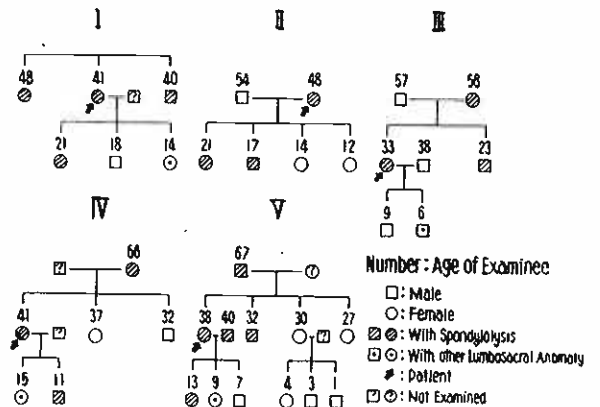 I II III
48 41 40
?
21 18 14
54 48
21 17 14 12
57 56
33 38 23
9 6
IV V
? 66
41 ? 37 32
15 11
67 ?
38 40 32 30 ? 27
13 9 7 4 3 1
Number : Age of Examinee
: Male
: Female
: With Spondylolysis
: With other Lumbosacral Anomaly
: Patient
? ? : Not Examined